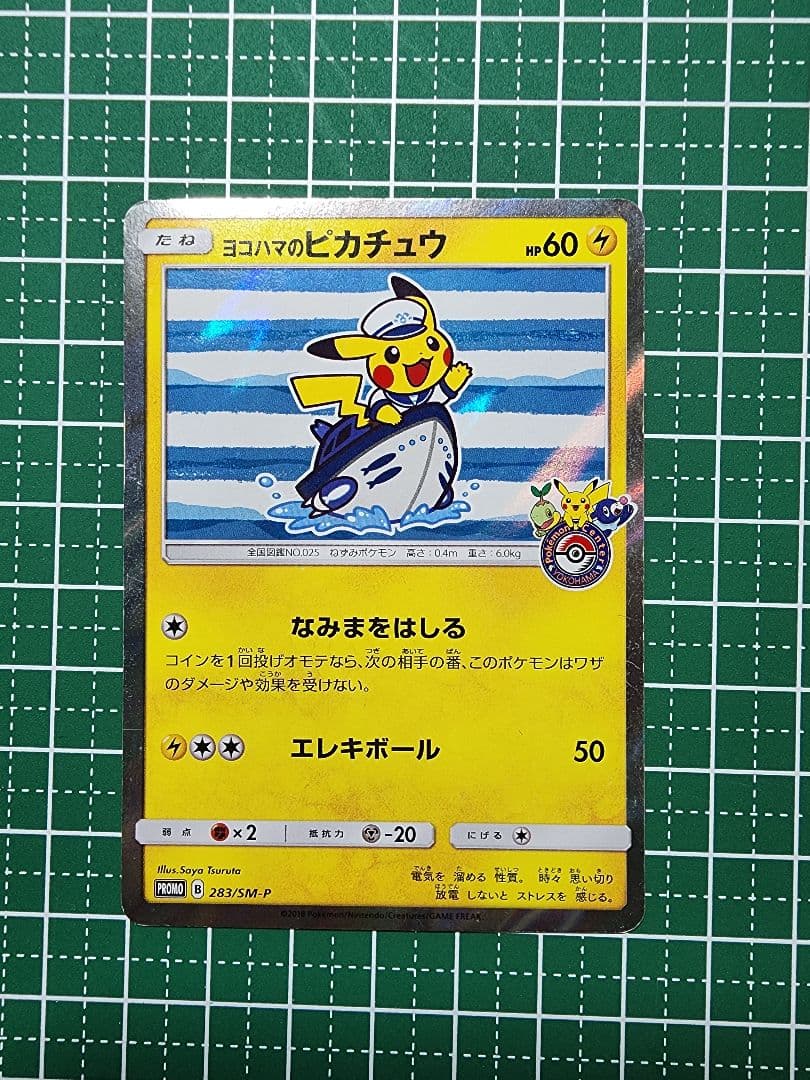 たね ヨコハマのピカチュウ HP60
全国図鑑NO.025 ねずみポケモン 高さ:0.4m 重さ:6.0kg
Pokémon Center
YOKOHAMA
なみまをはしる
コインを1回投げオモテなら、次の相手の番、このポケモンはワザ
のダメージや効果を受けない。
エレキボール 50
弱点 ×2 抵抗力 -20 にげる
Illus.Saya Tsuruta
電気を 溜める 性質。 時々 思い切り
放電 しないと ストレスを 感じる。
PROMO B 283/SM-P
©2018 Pokémon/Nintendo/Creatures/GAME FREAK